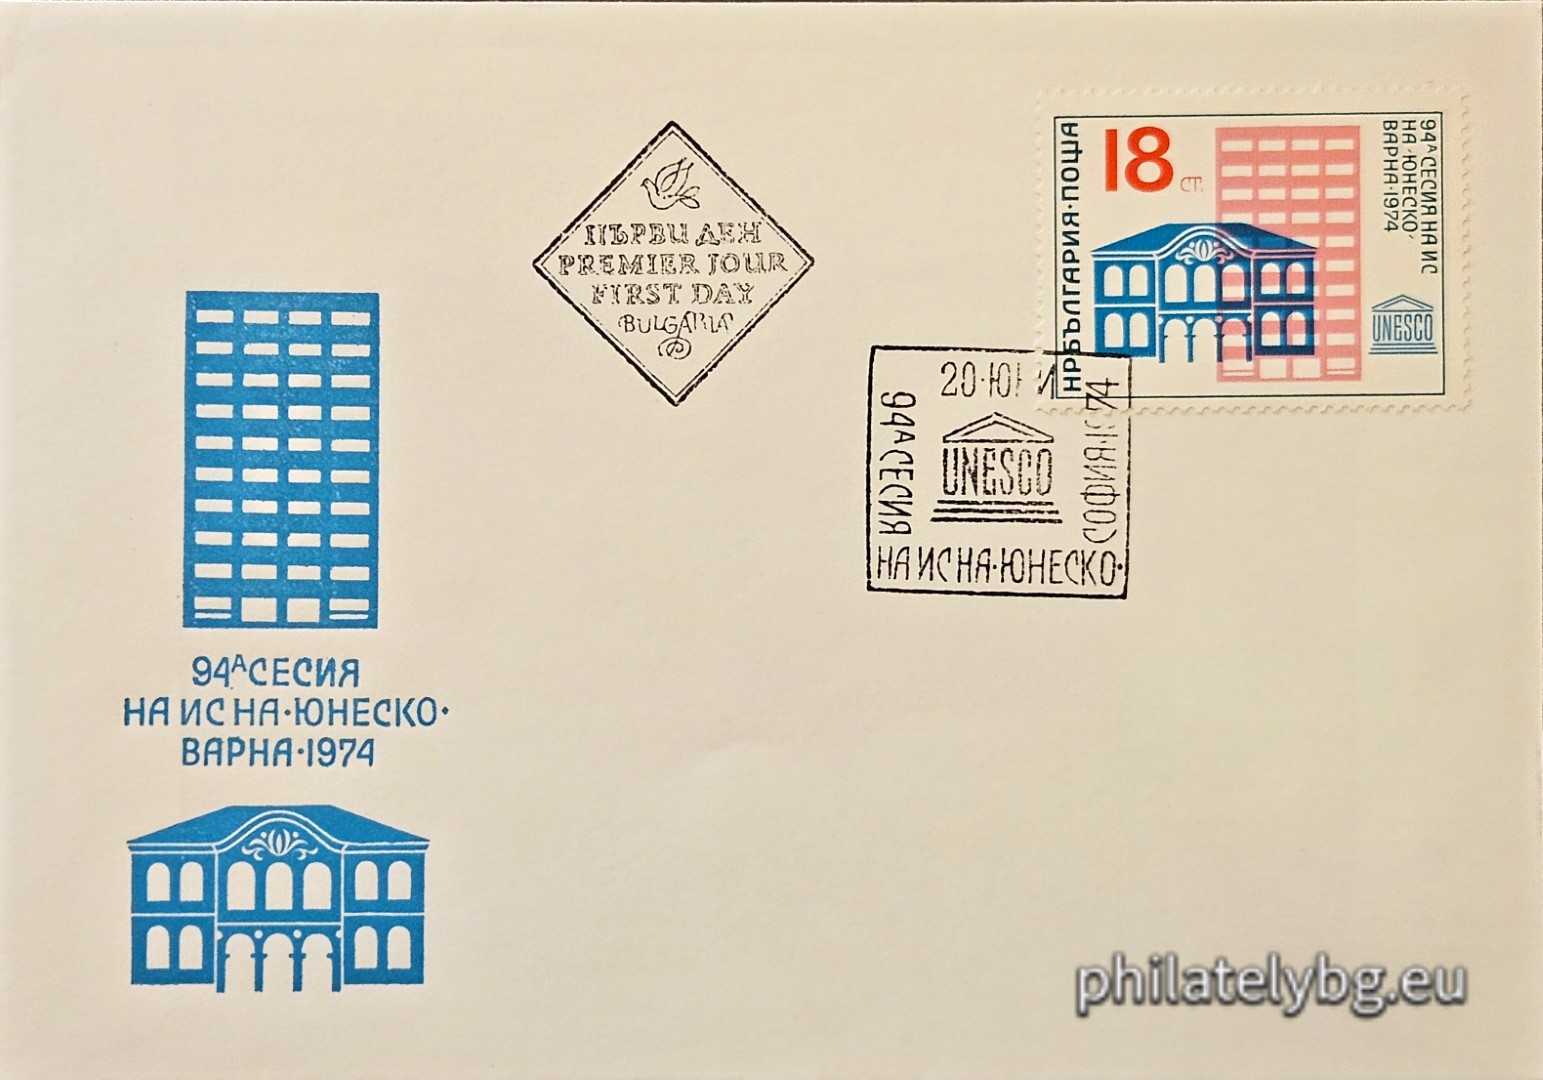 ПЪРВИ ДЕН
PREMIER JOUR
FIRST DAY
BULGARIA
НРБЪЛГАРИЯ·ПОЩА
18 СТ.
94А СЕСИЯ НА ИС
НА·ЮНЕСКО·
ВАРНА·1974
UNESCO
20·ЮНИ
94А СЕСИЯ
UNESCO
СОФИЯ·1974
НА ИС НА·ЮНЕСКО·
94А СЕСИЯ
НА ИС НА·ЮНЕСКО·
ВАРНА·1974
philatelybg.eu